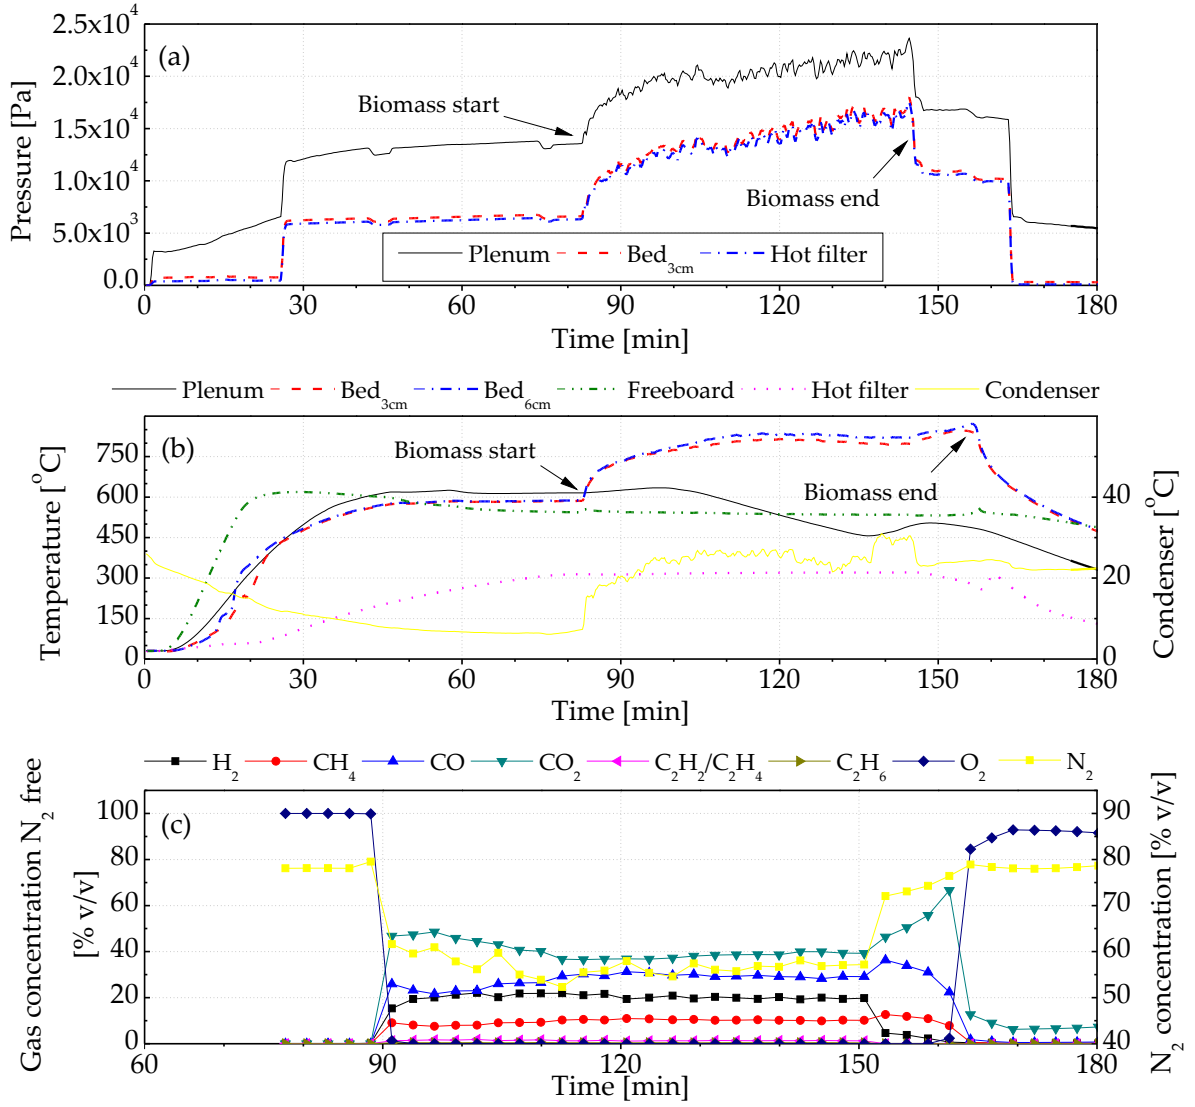 (a)
Pressure [Pa]
2.5x10⁴
2.0x10⁴
1.5x10⁴
1.0x10⁴
5.0x10³
0.0
Biomass start
Biomass end
Plenum Bed₃cm Hot filter
0 30 60 90 120 150 180
Time [min]
Plenum Bed₃cm Bed₆cm Freeboard Hot filter Condenser
(b)
Temperature [°C]
750
600
450
300
150
0
Biomass start
Biomass end
40
20
0
Condenser [°C]
0 30 60 90 120 150 180
Time [min]
H₂ CH₄ CO CO₂ C₂H₂/C₂H₄ C₂H₆ O₂ N₂
(c)
Gas concentration N₂ free
[% v/v]
100
80
60
40
20
0
90
80
70
60
50
40
N₂ concentration [% v/v]
60 90 120 150 180
Time [min]